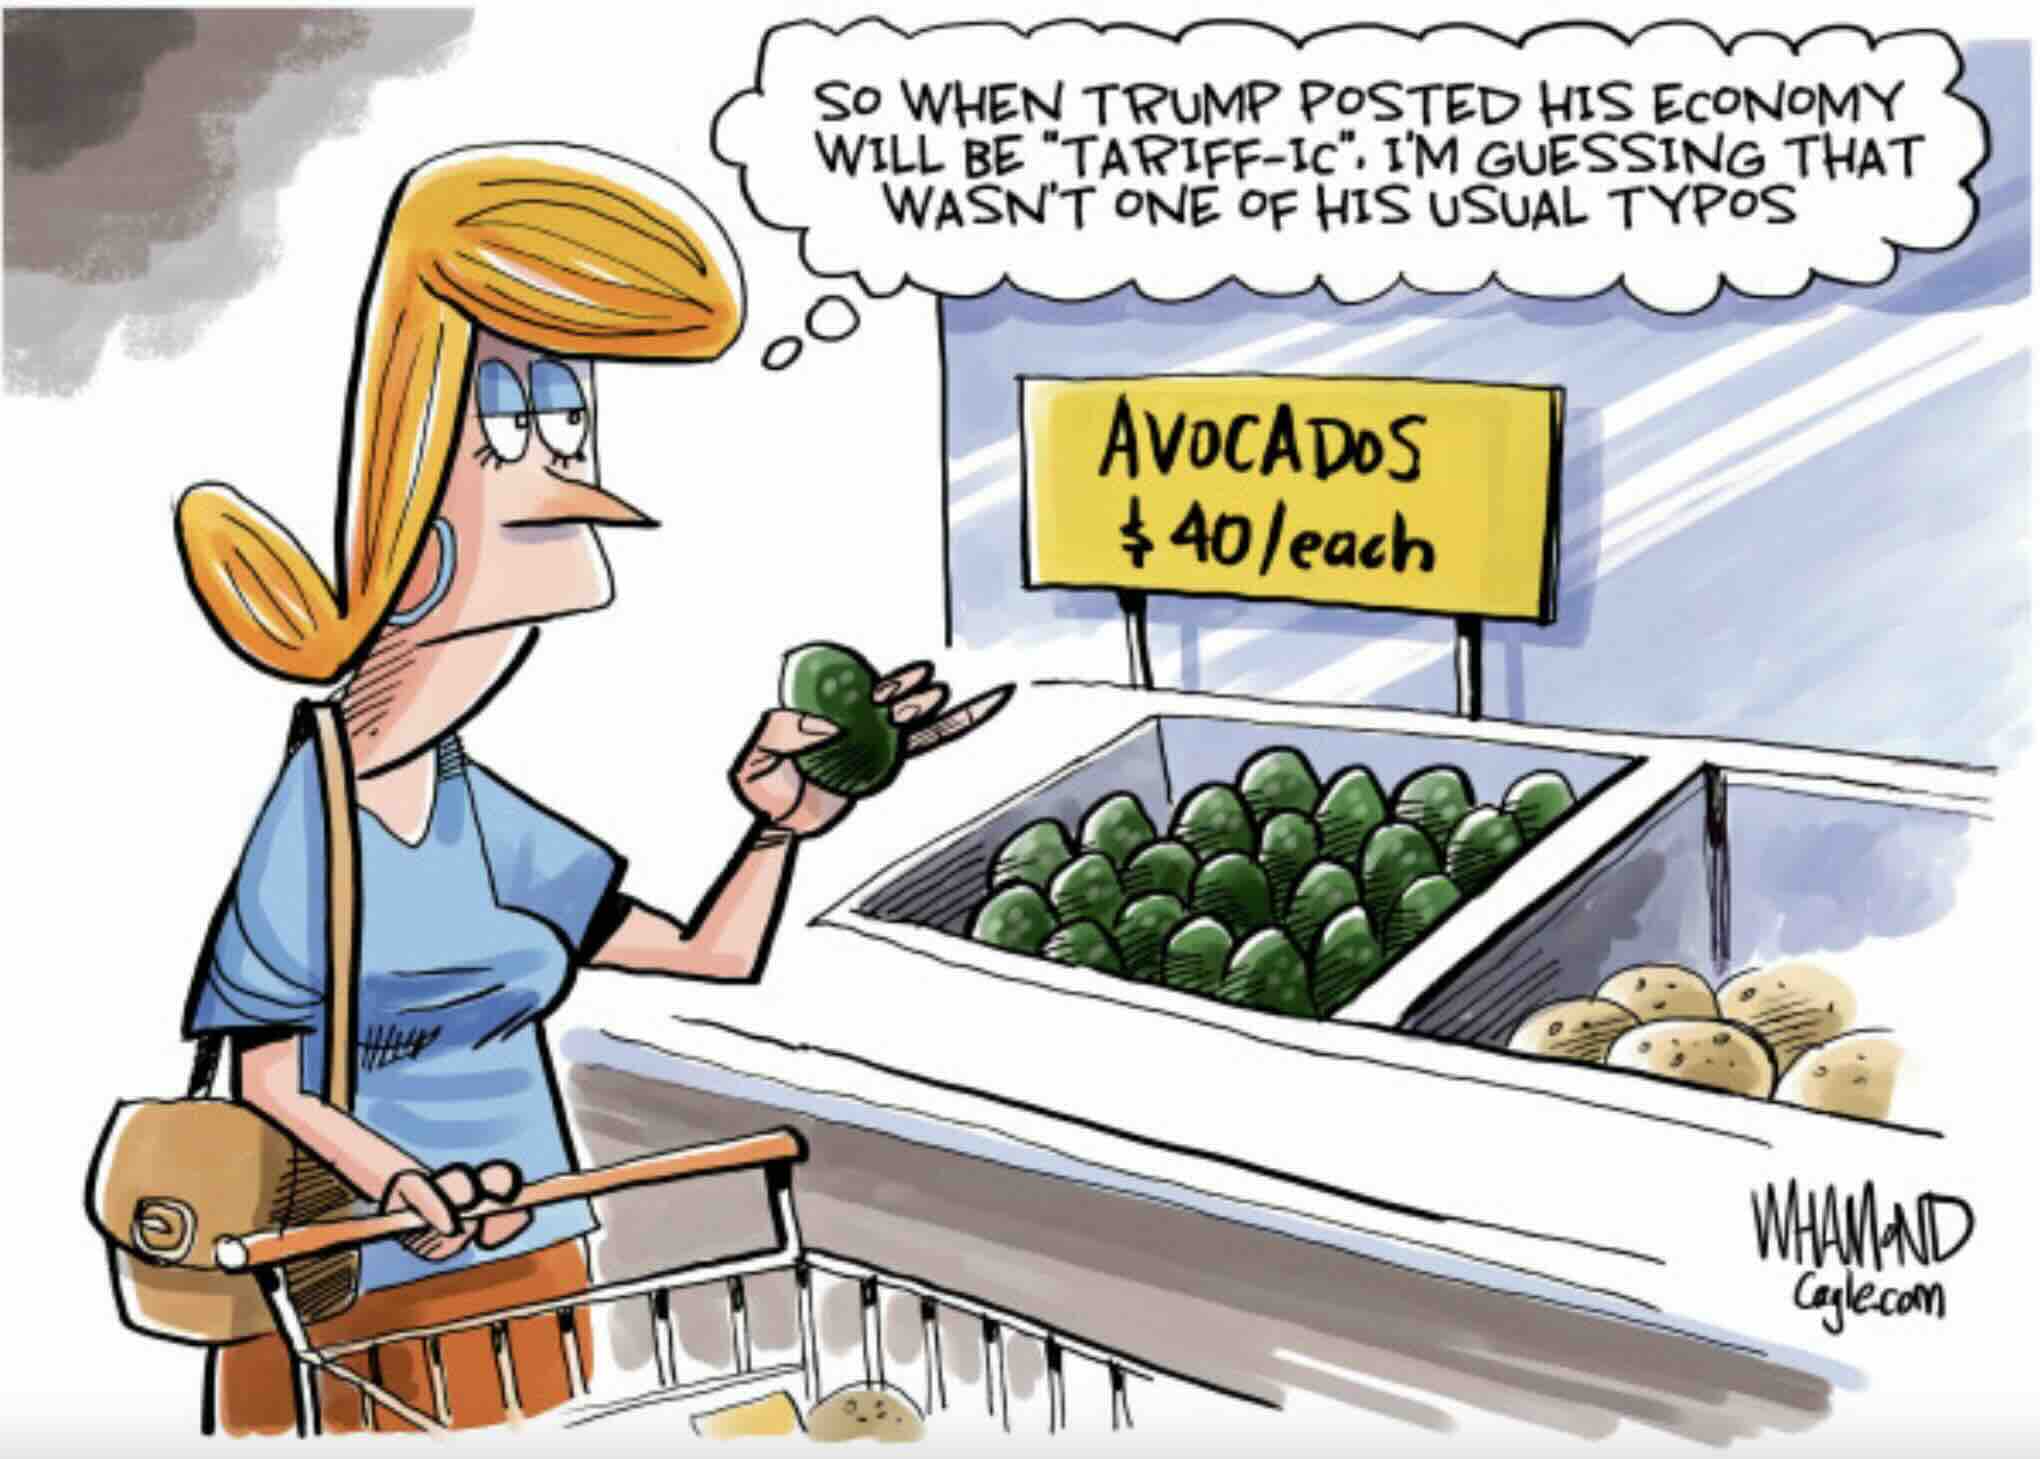 SO WHEN TRUMP POSTED HIS ECONOMY
WILL BE "TARIFF-IC". I'M GUESSING THAT
WASN'T ONE OF HIS USUAL TYPOS
AVOCADOS
$40/each
WHAMOND
Cagle.com